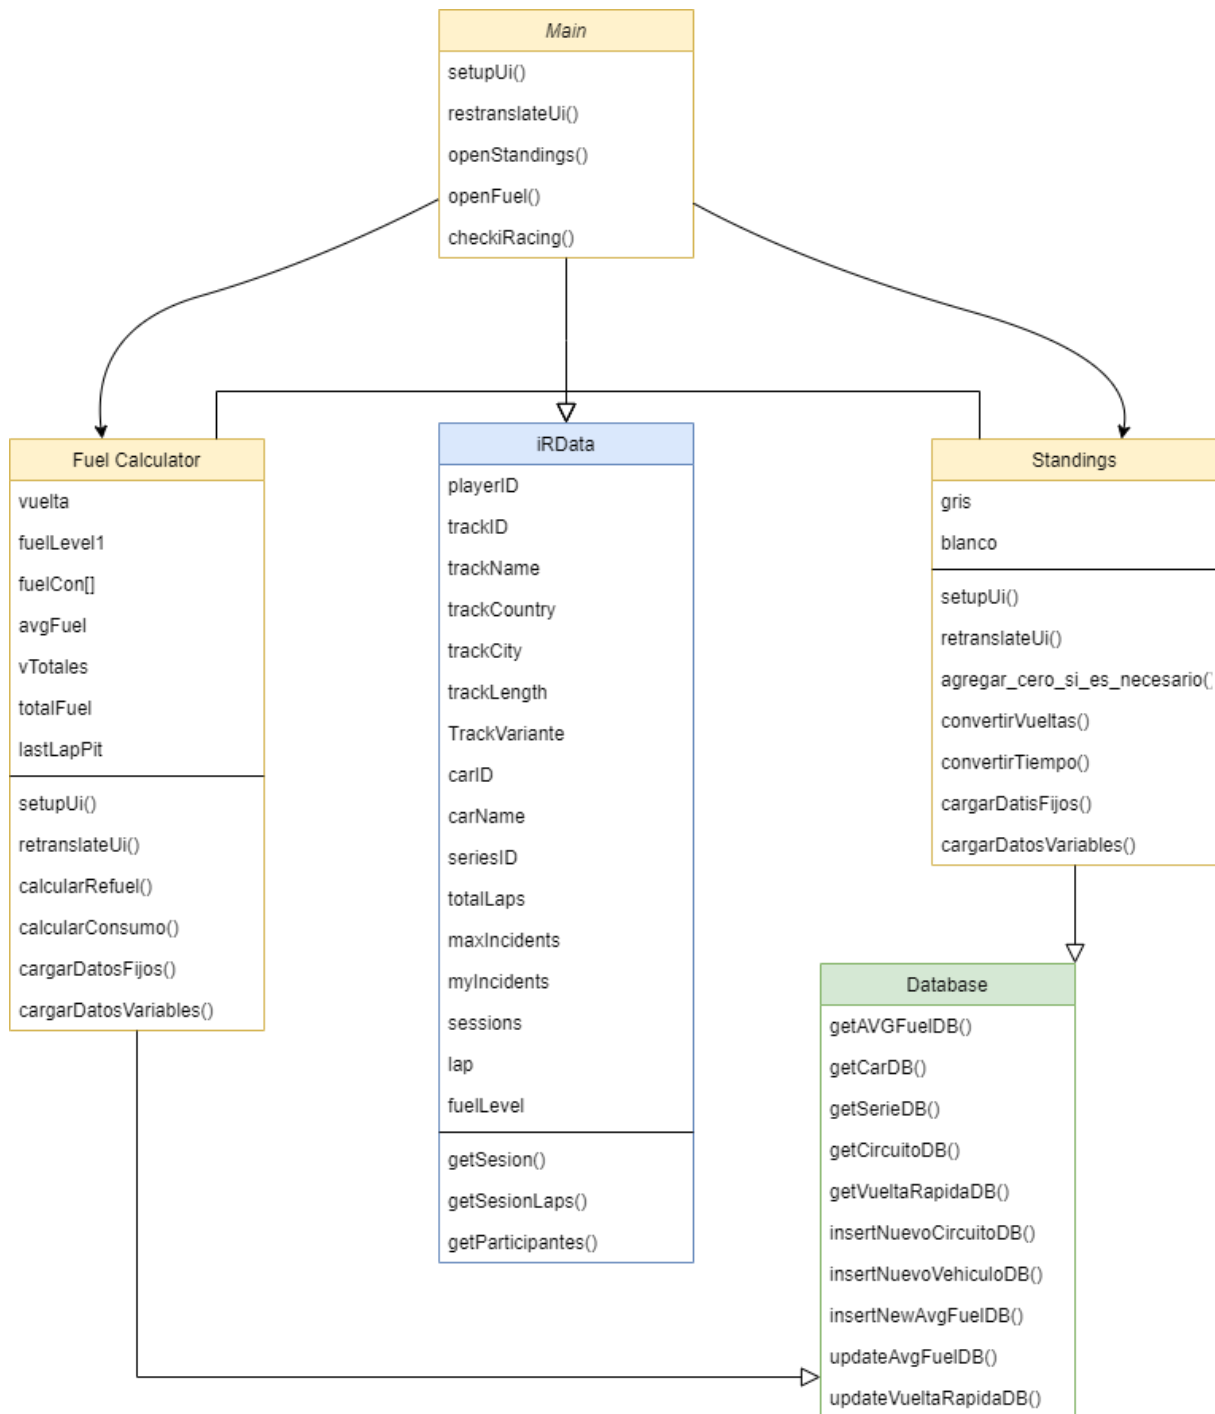 Main
setupUi()
restranslateUi()
openStandings()
openFuel()
checkiRacing()
Fuel Calculator
vuelta
fuelLevel1
fuelCon[]
avgFuel
vTotales
totalFuel
lastLapPit
setupUi()
retranslateUi()
calcularRefuel()
calcularConsumo()
cargarDatosFijos()
cargarDatosVariables()
iRData
playerID
trackID
trackName
trackCountry
trackCity
trackLength
TrackVariante
carID
carName
seriesID
totalLaps
maxIncidents
myIncidents
sessions
lap
fuelLevel
getSesion()
getSesionLaps()
getParticipantes()
Standings
gris
blanco
setupUi()
retranslateUi()
agregar_cero_si_es_necesario()
convertirVueltas()
convertirTiempo()
cargarDatisFijos()
cargarDatosVariables()
Database
getAVGFuelDB()
getCarDB()
getSerieDB()
getCircuitoDB()
getVueltaRapidaDB()
insertNuevoCircuitoDB()
insertNuevoVehiculoDB()
insertNewAvgFuelDB()
updateAvgFuelDB()
updateVueltaRapidaDB()